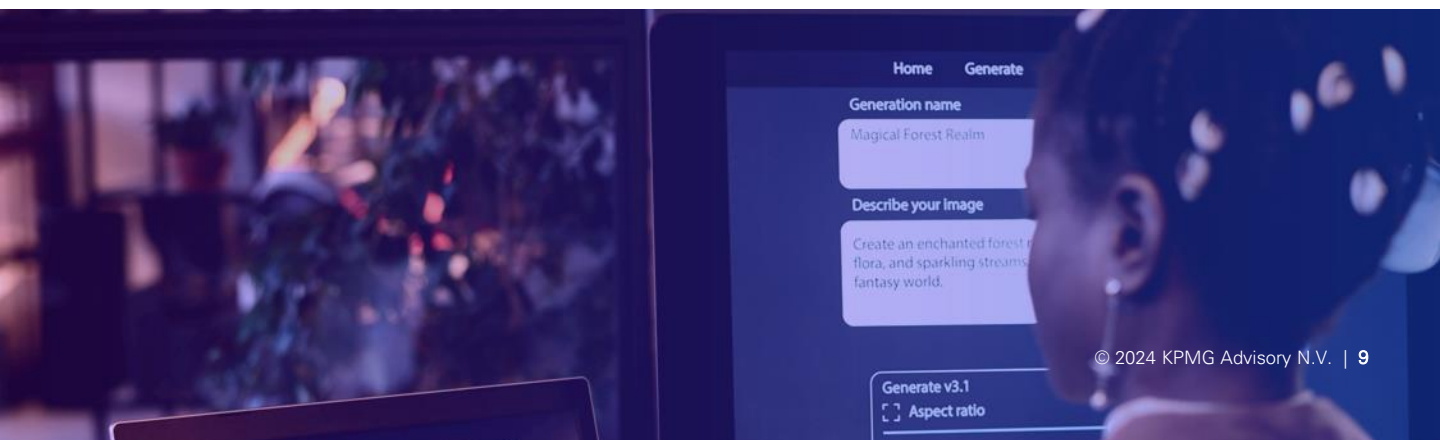 Home Generate
Generation name
Magical Forest Realm
Describe your image
Create an enchanted forest
flora, and sparkling streams,
fantasy world.
© 2024 KPMG Advisory N.V. | 9
Generate v3.1
Aspect ratio